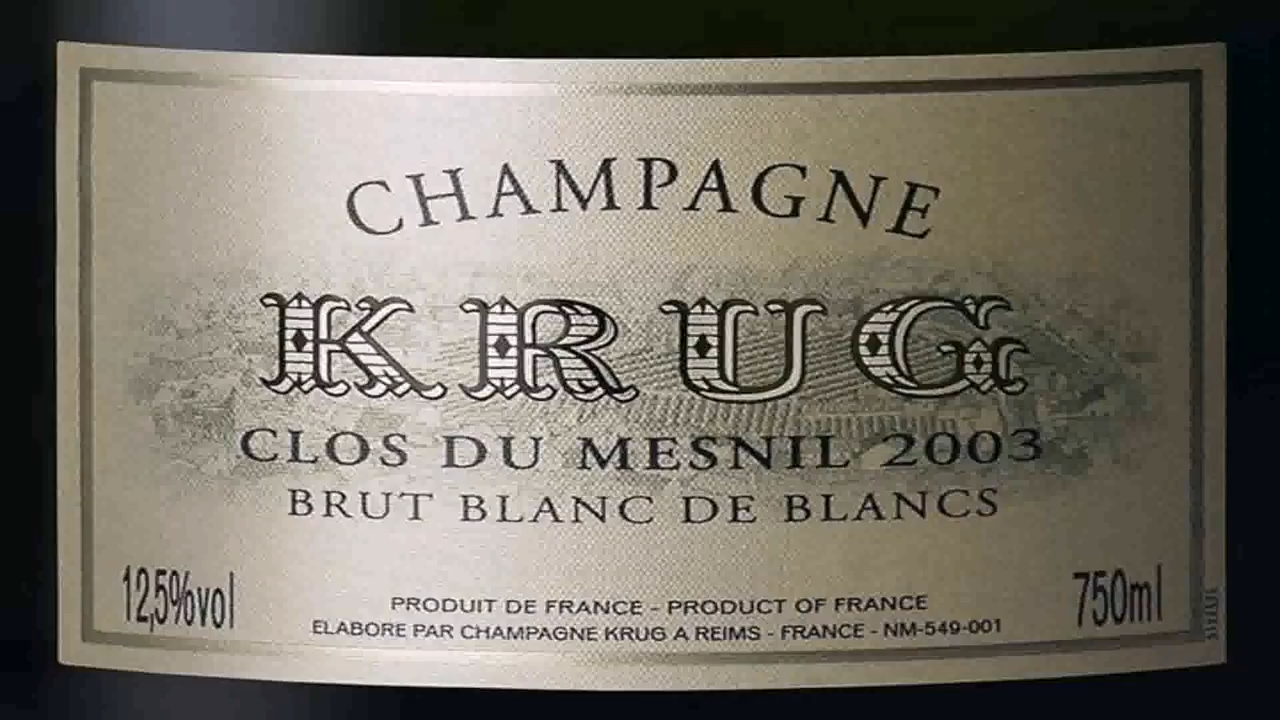 CHAMPAGNE
KRUG
CLOS DU MESNIL 2003
BRUT BLANC DE BLANCS
12,5%vol
750ml
PRODUIT DE FRANCE - PRODUCT OF FRANCE
ELABORE PAR CHAMPAGNE KRUG A REIMS - FRANCE - NM-549-001